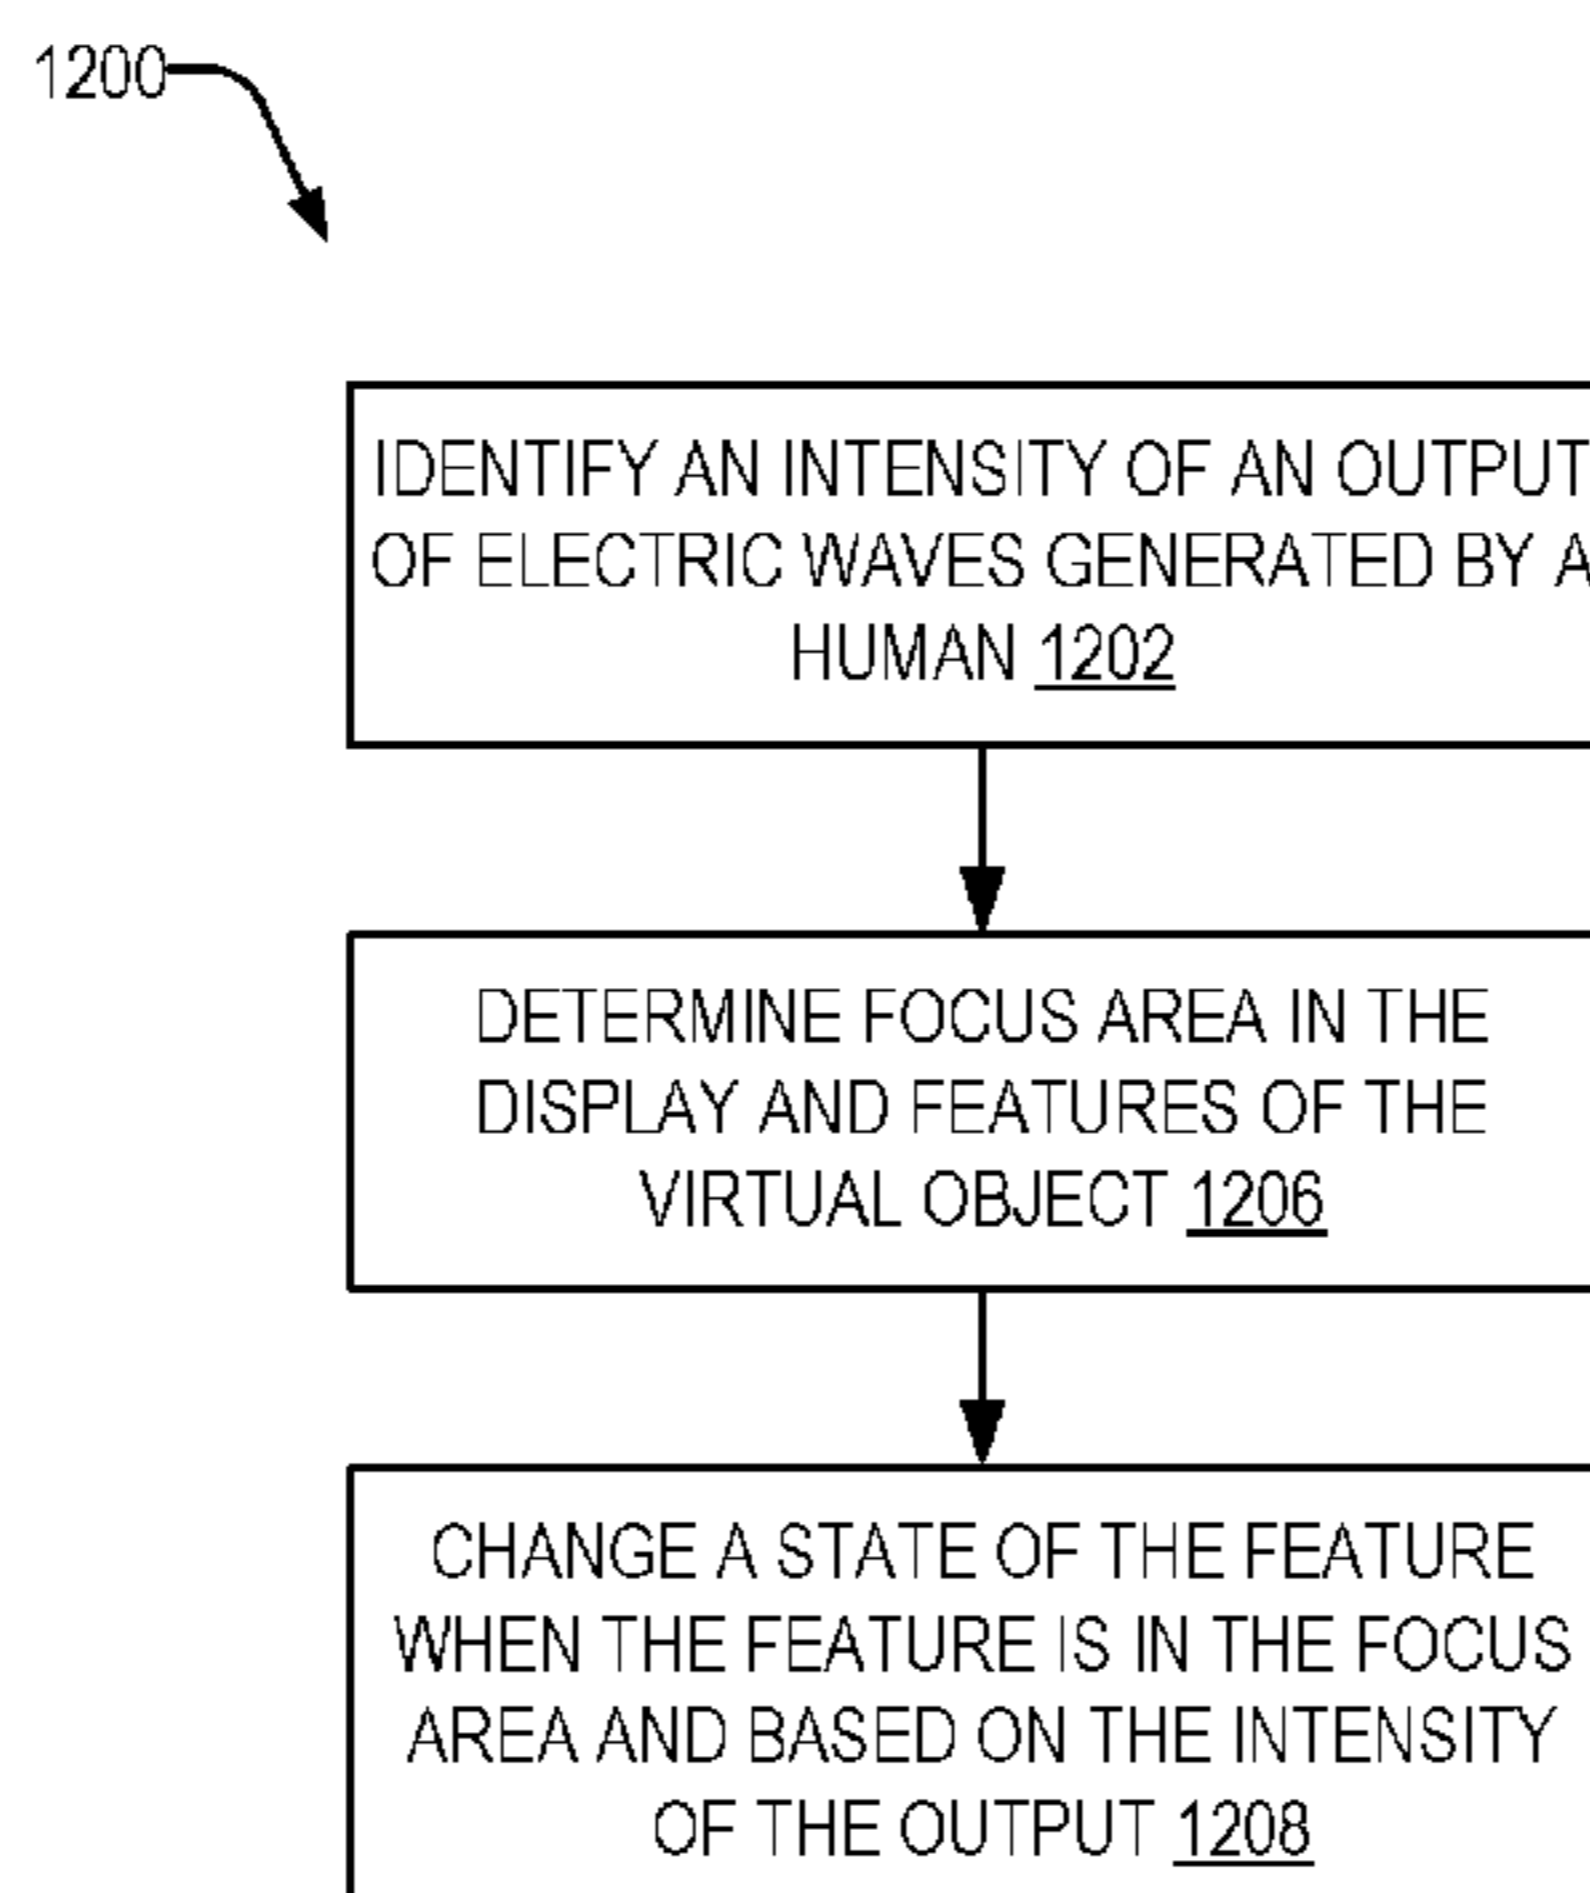 1200
IDENTIFY AN INTENSITY OF AN OUTPUT
OF ELECTRIC WAVES GENERATED BY A
HUMAN 1202
DETERMINE FOCUS AREA IN THE
DISPLAY AND FEATURES OF THE
VIRTUAL OBJECT 1206
CHANGE A STATE OF THE FEATURE
WHEN THE FEATURE IS IN THE FOCUS
AREA AND BASED ON THE INTENSITY
OF THE OUTPUT 1208